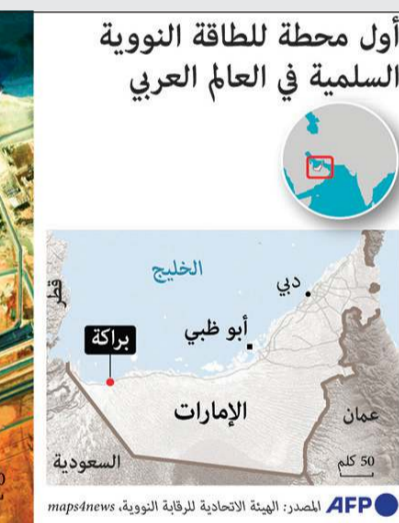 أول محطة للطاقة النووية
السلمية في العالم العربي
الخليج
قطر
دبي
أبو ظبي
براكة
الإمارات
عمان
السعودية
50 كلم
AFP المصدر: الهيئة الاتحادية للرقابة النووية، maps4news